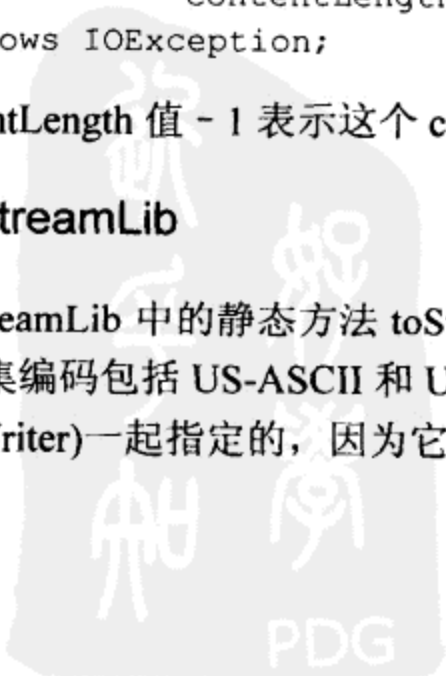 contentLength
ows IOException;
ntLength 值 - 1 表示这个 c
treamLib
eamLib 中的静态方法 toS
集编码包括 US-ASCII 和 U
riter)一起指定的，因为它
PDG